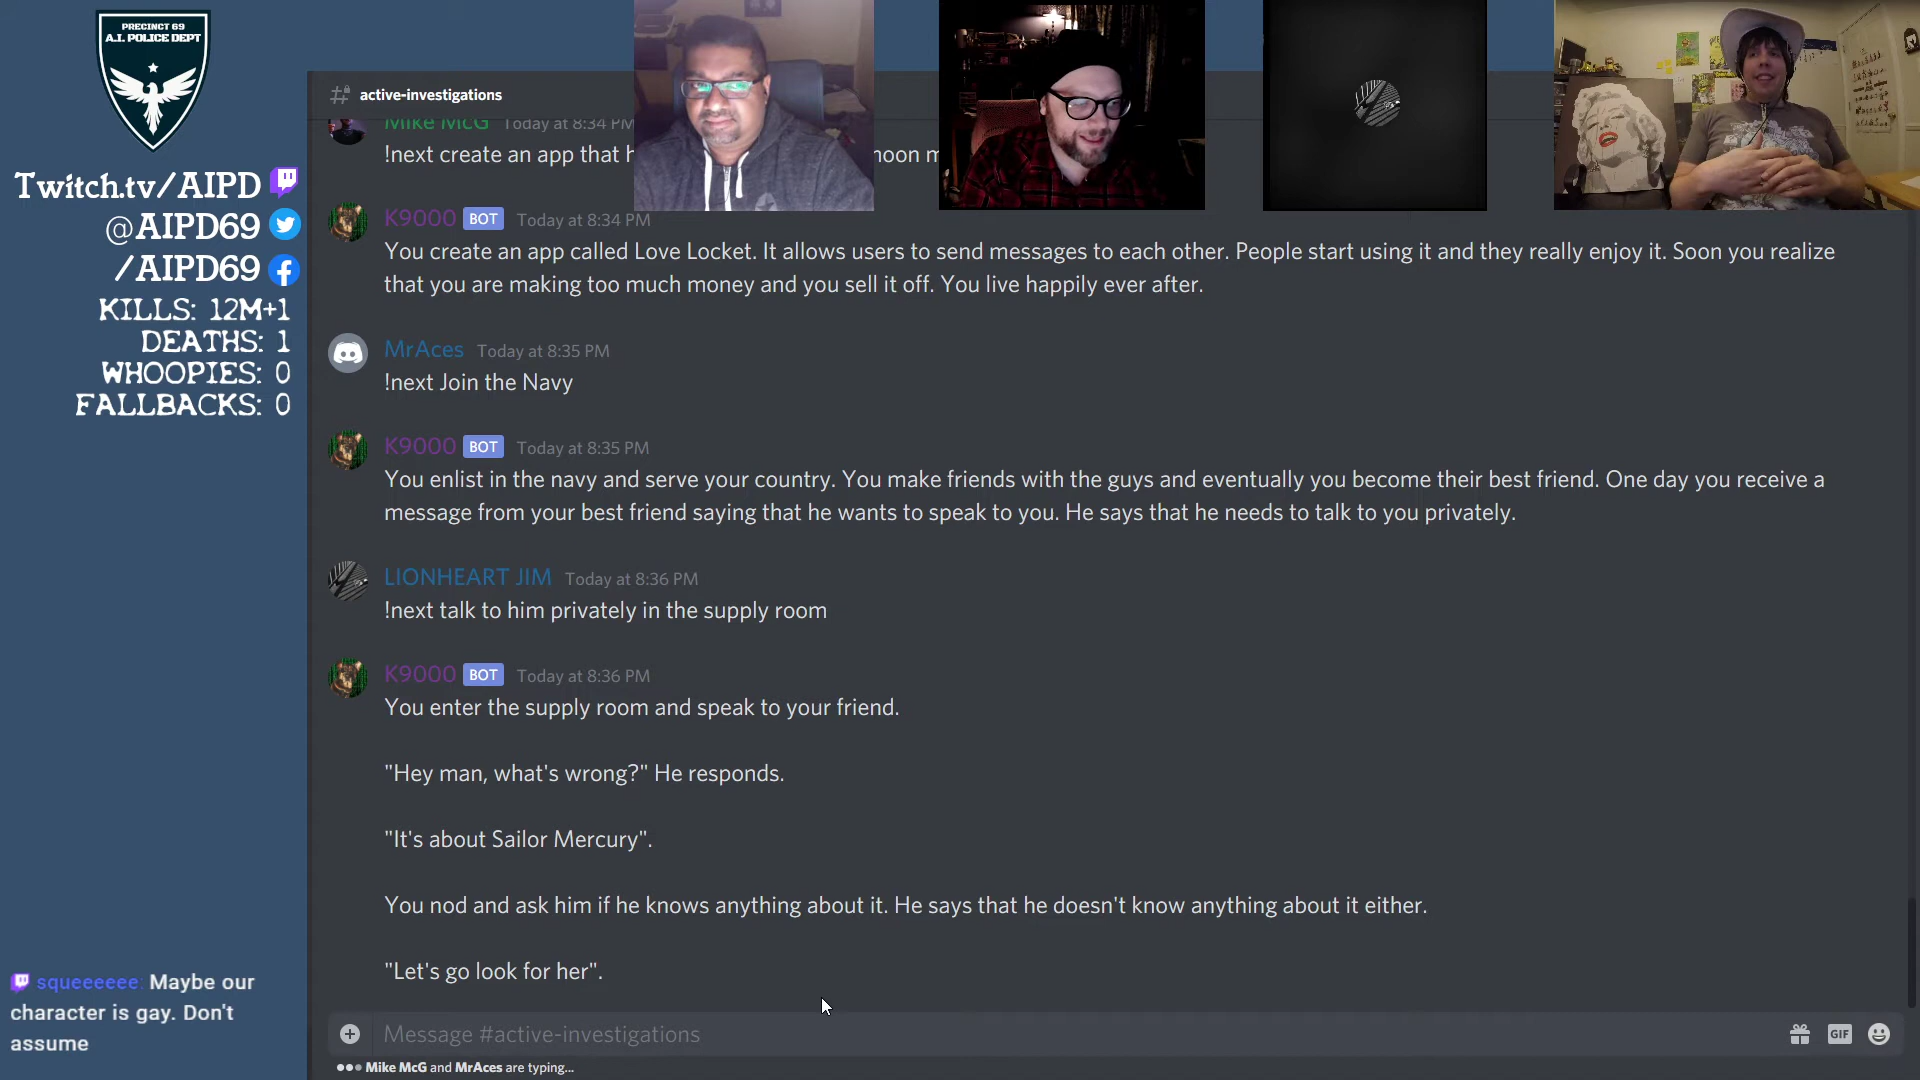 PRECINCT 69
A.I. POLICE DEPT
Twitch.tv/AIPD
@AIPD69
/AIPD69
KILLS: 12M+1
DEATHS: 1
WHOOPIES: 0
FALLBACKS: 0
squeeeeee: Maybe our
character is gay. Don't
assume
active-investigations
Mike McG Today at 8:34 PM
!next create an app that h
noon m
K9000 BOT Today at 8:34 PM
You create an app called Love Locket. It allows users to send messages to each other. People start using it and they really enjoy it. Soon you realize
that you are making too much money and you sell it off. You live happily ever after.
MrAces Today at 8:35 PM
!next Join the Navy
K9000 BOT Today at 8:35 PM
You enlist in the navy and serve your country. You make friends with the guys and eventually you become their best friend. One day you receive a
message from your best friend saying that he wants to speak to you. He says that he needs to talk to you privately.
LIONHEART JIM Today at 8:36 PM
!next talk to him privately in the supply room
K9000 BOT Today at 8:36 PM
You enter the supply room and speak to your friend.
"Hey man, what's wrong?" He responds.
"It's about Sailor Mercury".
You nod and ask him if he knows anything about it. He says that he doesn't know anything about it either.
"Let's go look for her".
Message #active-investigations
GIF
Mike McG and MrAces are typing...